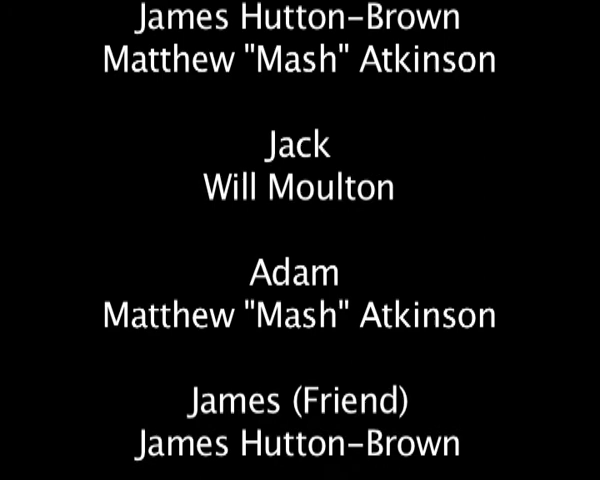 James Hutton-Brown
Matthew "Mash" Atkinson
Jack
Will Moulton
Adam
Matthew "Mash" Atkinson
James (Friend)
James Hutton-Brown